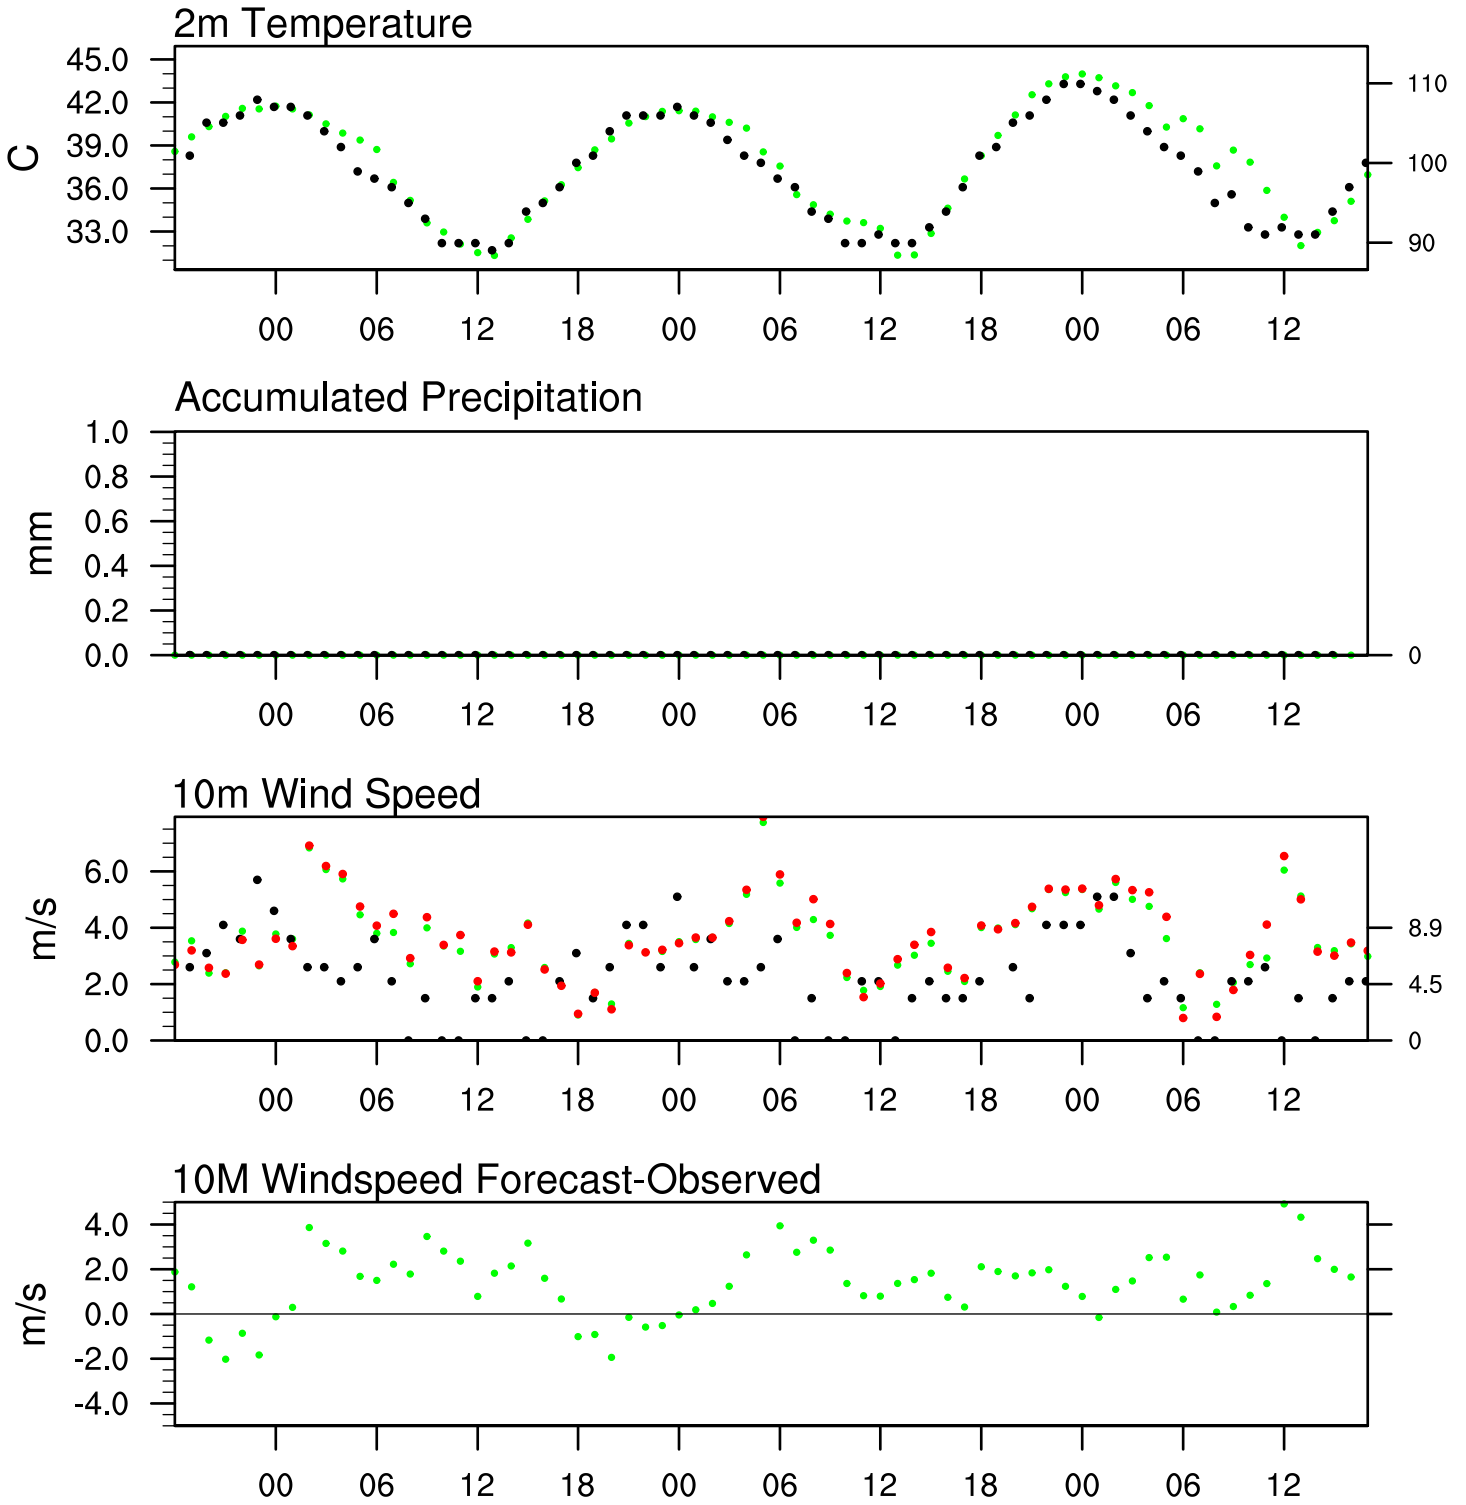 2m Temperature
45.0
42.0
39.0
36.0
33.0
C
110
100
90
00 06 12 18 00 06 12 18 00 06 12
Accumulated Precipitation
1.0
0.8
0.6
0.4
0.2
0.0
mm
0
00 06 12 18 00 06 12 18 00 06 12
10m Wind Speed
6.0
4.0
2.0
0.0
m/s
8.9
4.5
0
00 06 12 18 00 06 12 18 00 06 12
10M Windspeed Forecast-Observed
4.0
2.0
0.0
-2.0
-4.0
m/s
00 06 12 18 00 06 12 18 00 06 12